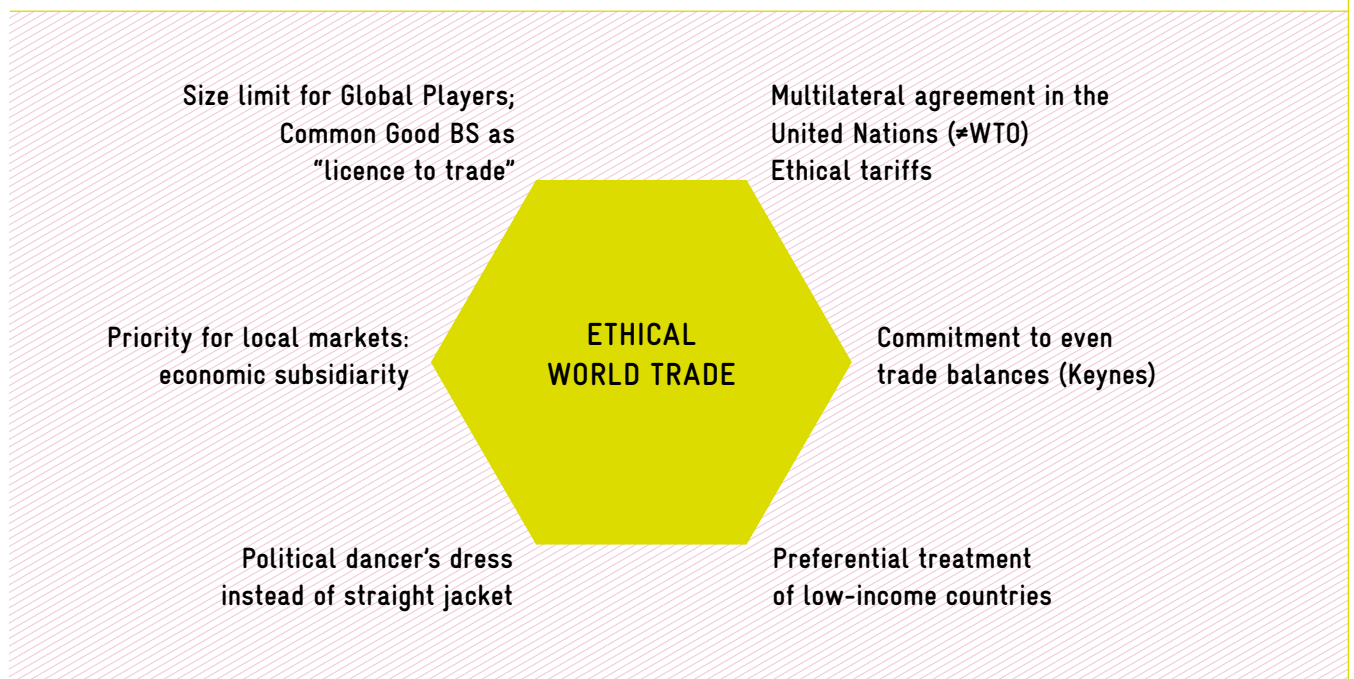 Size limit for Global Players;
Common Good BS as
"licence to trade"
Multilateral agreement in the
United Nations (≠WTO)
Ethical tariffs
Priority for local markets:
economic subsidiarity
ETHICAL
WORLD TRADE
Commitment to even
trade balances (Keynes)
Political dancer's dress
instead of straight jacket
Preferential treatment
of low-income countries